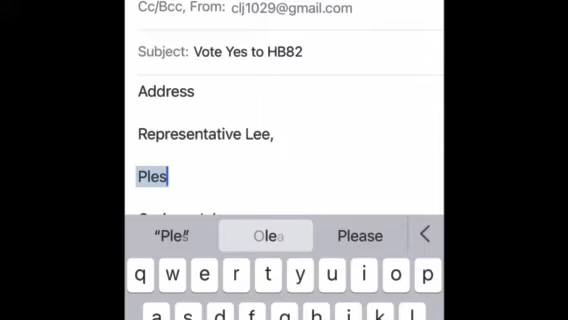 Cc/Bcc, From: clj1029@gmail.com
Subject: Vote Yes to HB82
Address
Representative Lee,
Ples
"Ples" Olea Please
q w e r t y u i o p
a s d f g h j k l